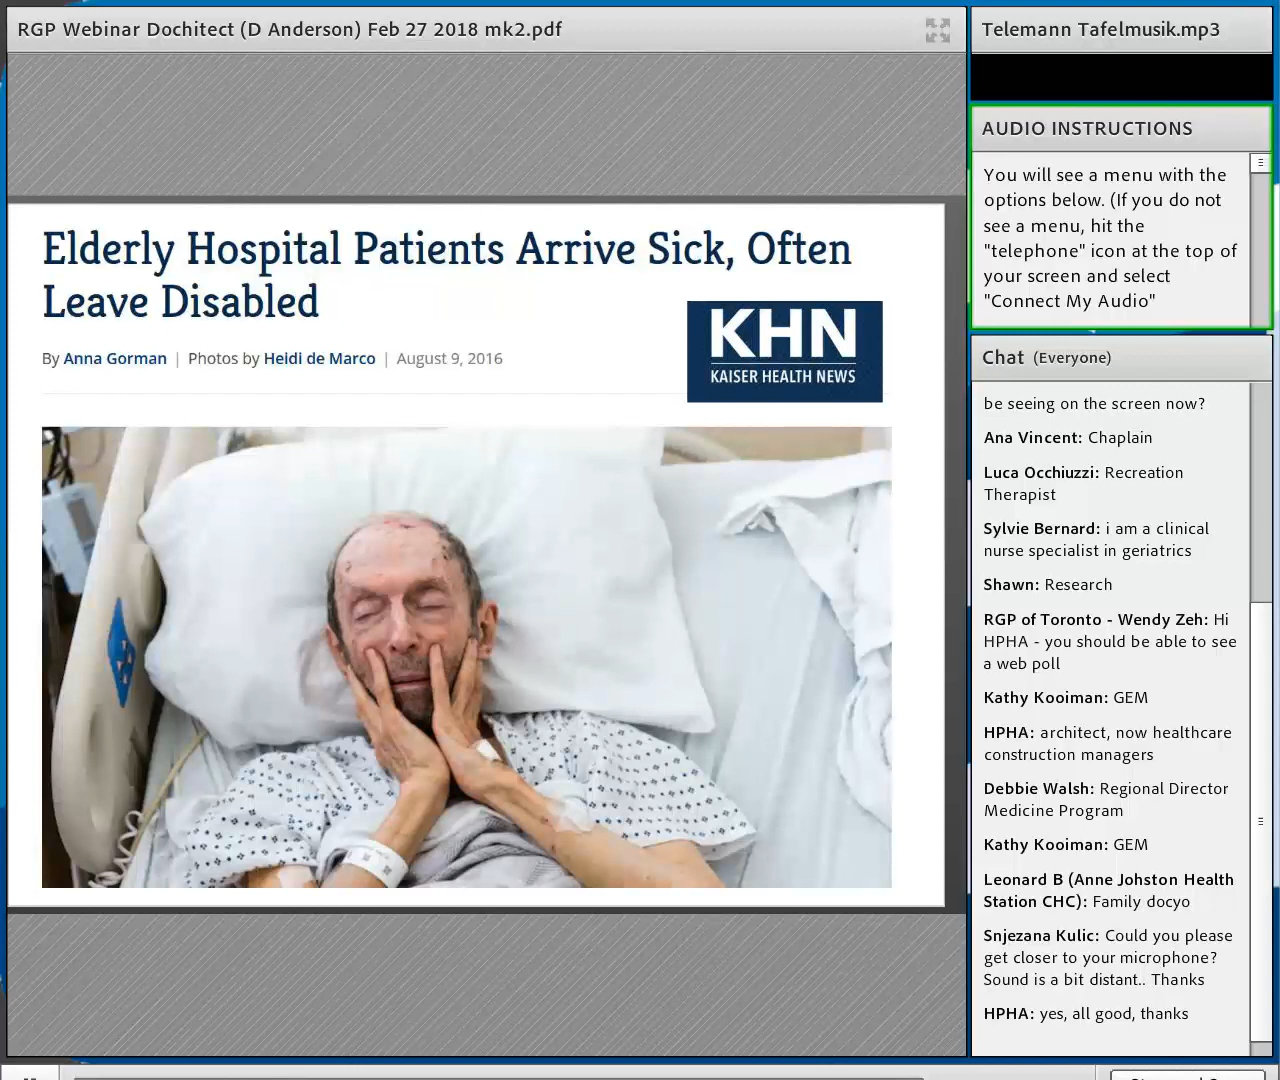 RGP Webinar Dochitect (D Anderson) Feb 27 2018 mk2.pdf
Elderly Hospital Patients Arrive Sick, Often
Leave Disabled
By Anna Gorman | Photos by Heidi de Marco | August 9, 2016
KHN
KAISER HEALTH NEWS
Telemann Tafelmusik.mp3
AUDIO INSTRUCTIONS
You will see a menu with the
options below. (If you do not
see a menu, hit the
"telephone" icon at the top of
your screen and select
"Connect My Audio"
Chat (Everyone)
be seeing on the screen now?
Ana Vincent: Chaplain
Luca Occhiuzzi: Recreation
Therapist
Sylvie Bernard: i am a clinical
nurse specialist in geriatrics
Shawn: Research
RGP of Toronto - Wendy Zeh: Hi
HPHA - you should be able to see
a web poll
Kathy Kooiman: GEM
HPHA: architect, now healthcare
construction managers
Debbie Walsh: Regional Director
Medicine Program
Kathy Kooiman: GEM
Leonard B (Anne Johston Health
Station CHC): Family docyo
Snjezana Kulic: Could you please
get closer to your microphone?
Sound is a bit distant.. Thanks
HPHA: yes, all good, thanks